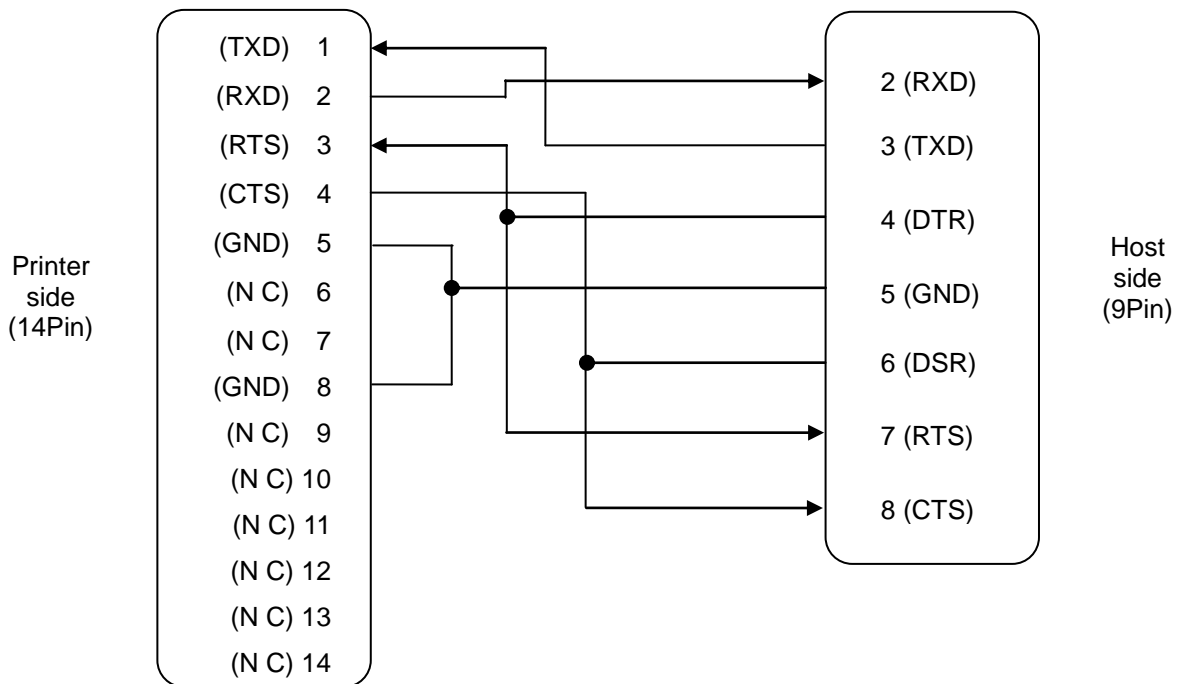 (TXD) 1
(RXD) 2
(RTS) 3
(CTS) 4
(GND) 5
(N C) 6
(N C) 7
(GND) 8
(N C) 9
(N C) 10
(N C) 11
(N C) 12
(N C) 13
(N C) 14
Printer
side
(14Pin)
2 (RXD)
3 (TXD)
4 (DTR)
5 (GND)
6 (DSR)
7 (RTS)
8 (CTS)
Host
side
(9Pin)